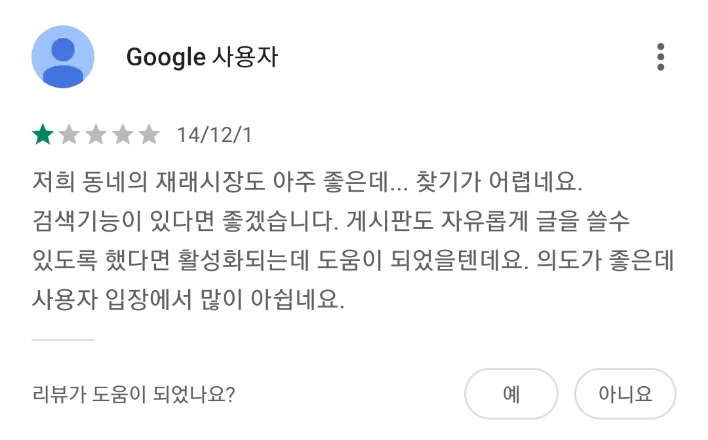 Google 사용자
14/12/1
저희 동네의 재래시장도 아주 좋은데... 찾기가 어렵네요.
검색기능이 있다면 좋겠습니다. 게시판도 자유롭게 글을 쓸수
있도록 했다면 활성화되는데 도움이 되었을텐데요. 의도가 좋은데
사용자 입장에서 많이 아쉽네요.
리뷰가 도움이 되었나요?
예
아니요